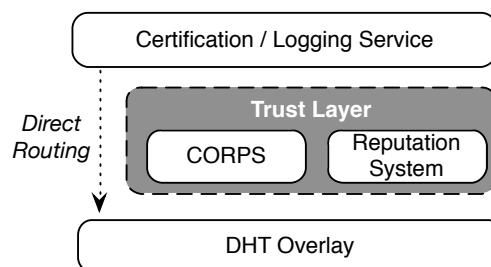 Certification / Logging Service
Direct
Routing
Trust Layer
CORPS
Reputation
System
DHT Overlay